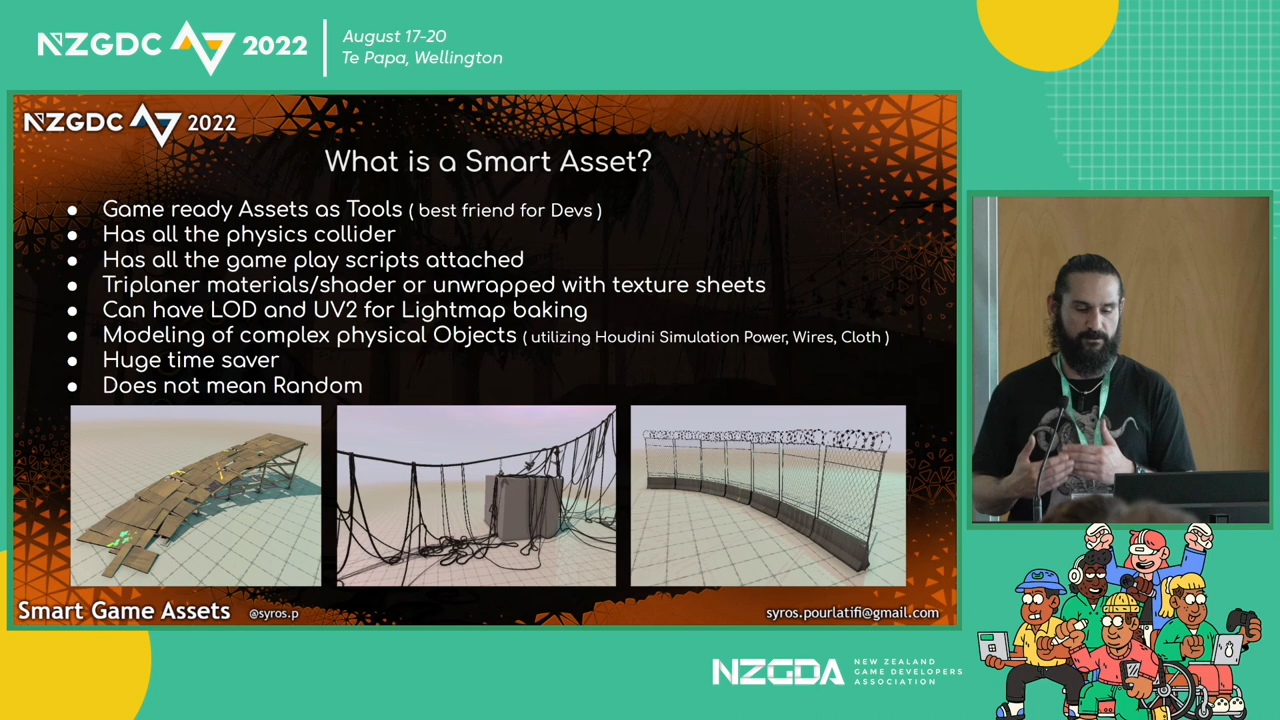 NZGDC 2022
August 17-20
Te Papa, Wellington
NZGDC 2022
What is a Smart Asset?
● Game ready Assets as Tools ( best friend for Devs )
● Has all the physics collider
● Has all the game play scripts attached
● Triplaner materials/shader or unwrapped with texture sheets
● Can have LOD and UV2 for Lightmap baking
● Modeling of complex physical Objects ( utilizing Houdini Simulation Power, Wires, Cloth )
● Huge time saver
● Does not mean Random
Smart Game Assets @syros.p syros.pourlatifi@gmail.com
NZGDA
NEW ZEALAND
GAME DEVELOPERS
ASSOCIATION